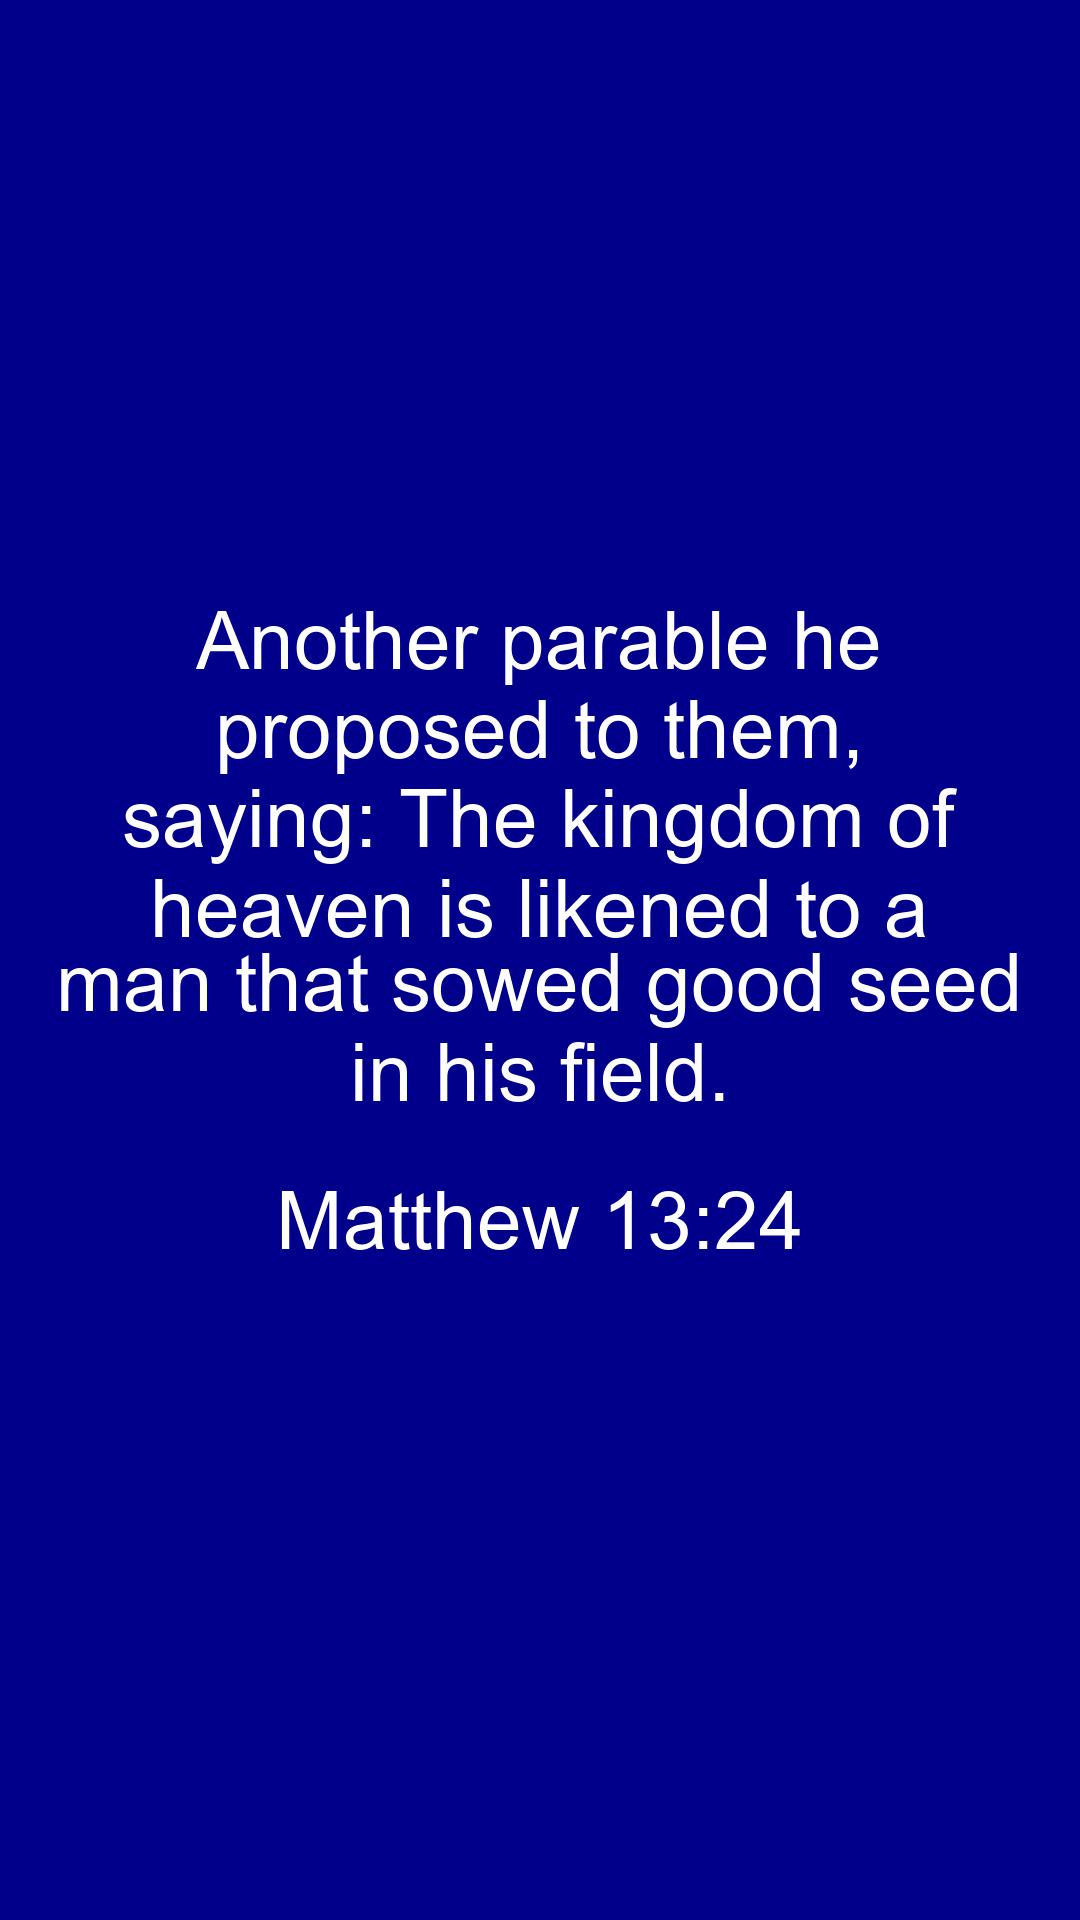 Another parable he
proposed to them,
saying: The kingdom of
heaven is likened to a
man that sowed good seed
in his field.
Matthew 13:24